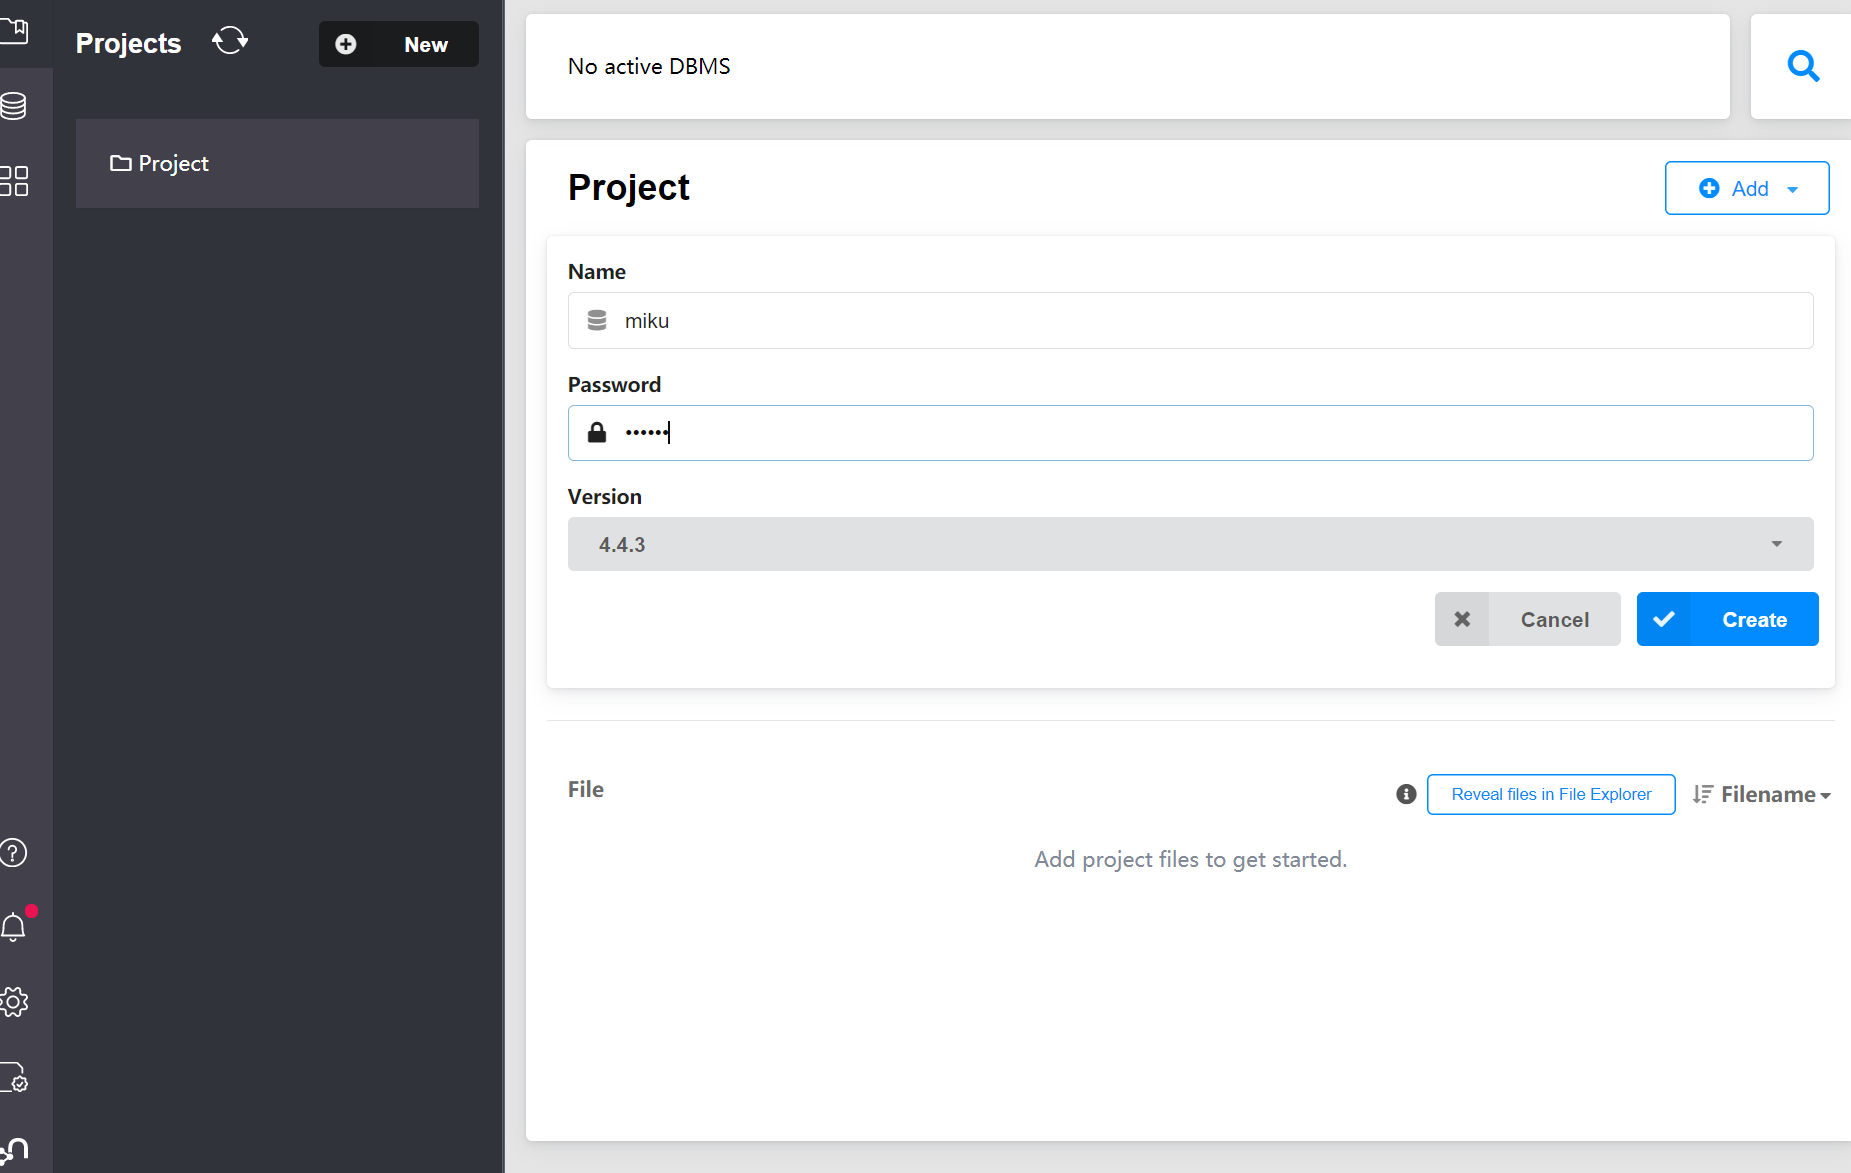 Projects
New
Project
No active DBMS
Project
Add
Name
miku
Password
••••••
Version
4.4.3
Cancel
Create
File
Reveal files in File Explorer
Filename
Add project files to get started.